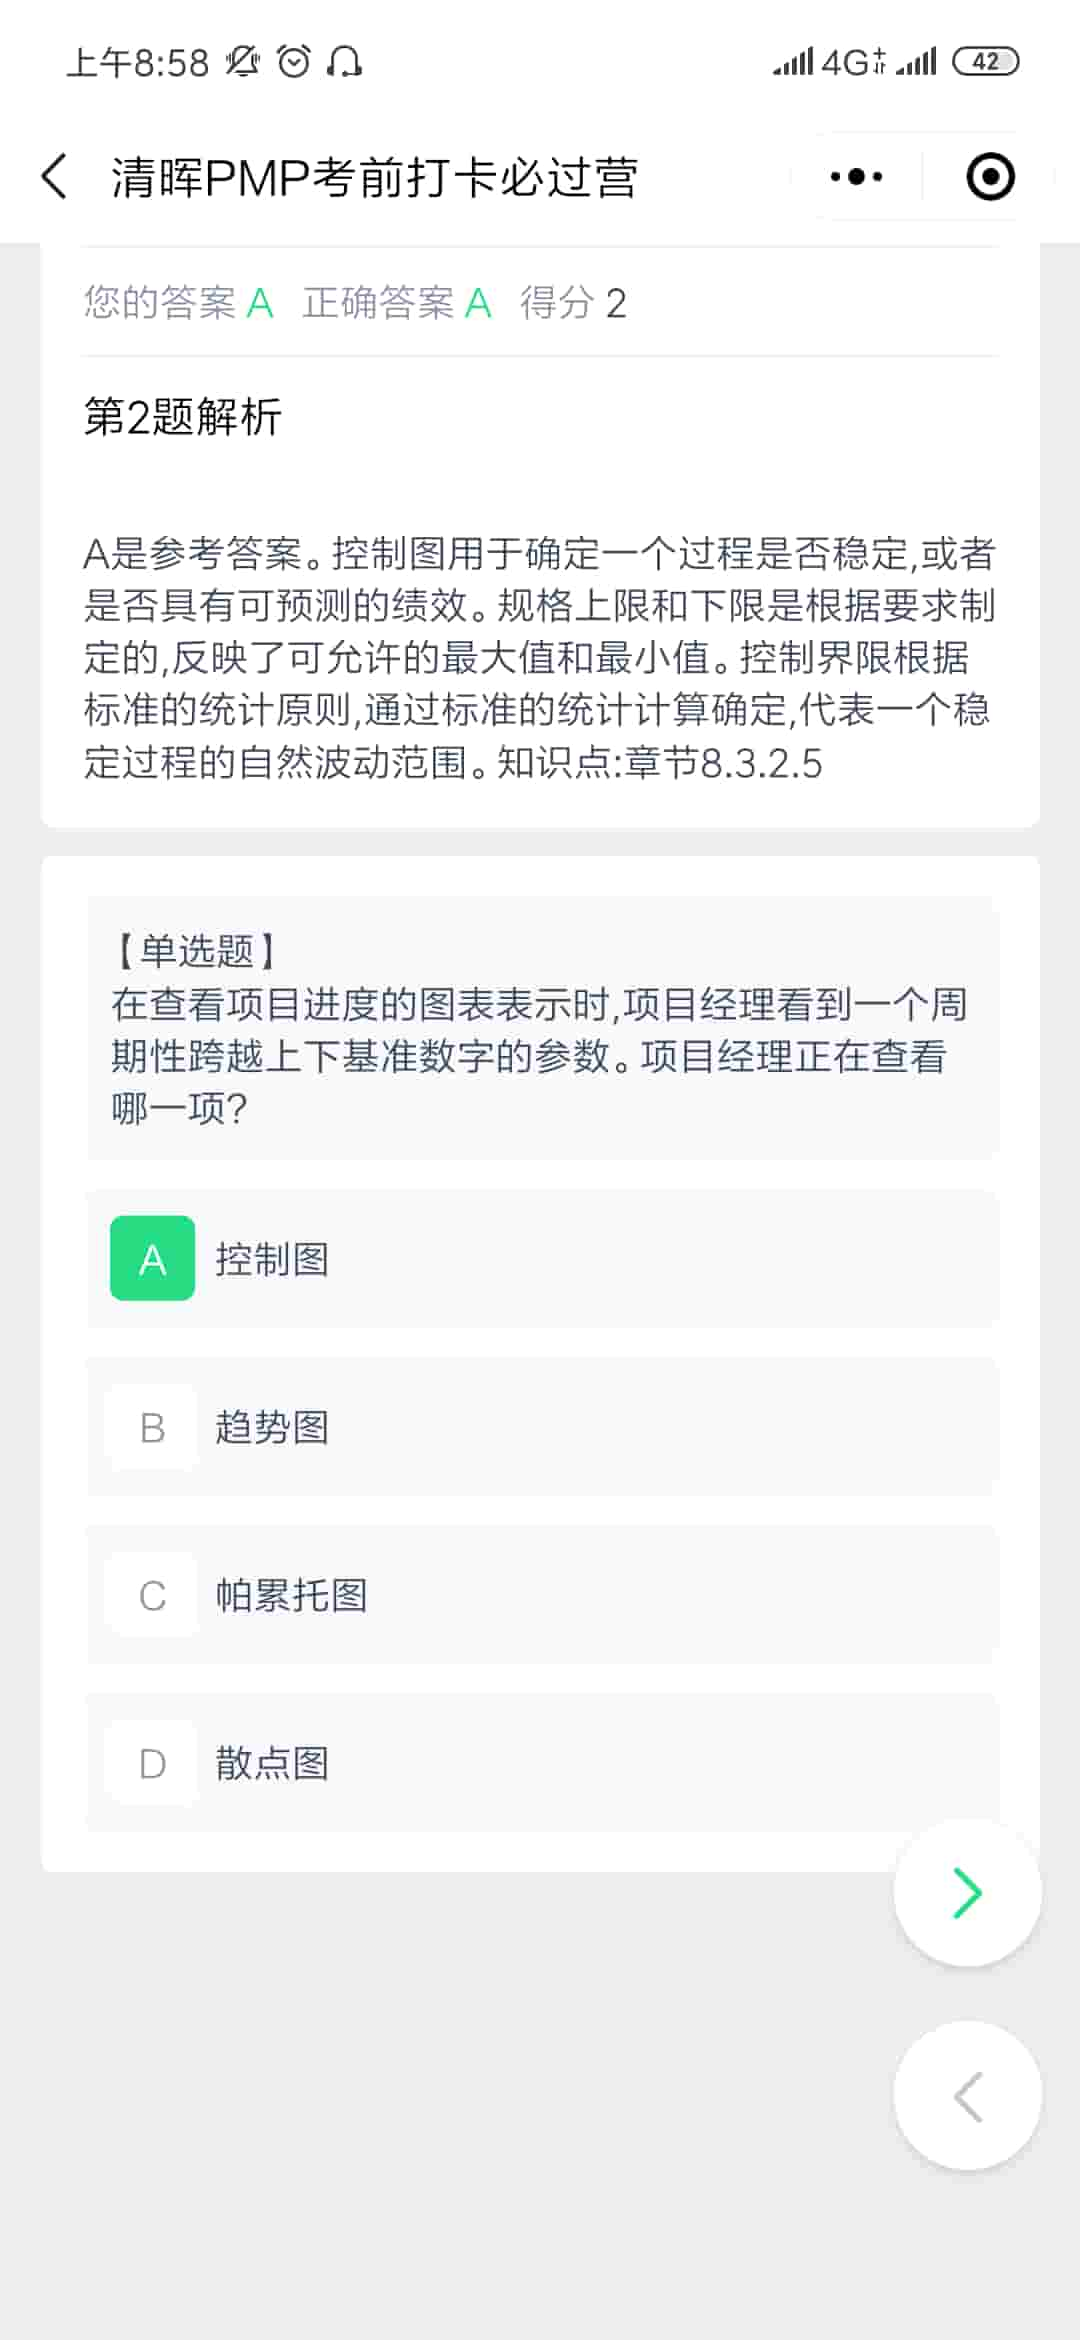 上午8:58 4G+ 42
清晖PMP考前打卡必过营
您的答案 A 正确答案 A 得分 2
第2题解析
A是参考答案。控制图用于确定一个过程是否稳定,或者
是否具有可预测的绩效。规格上限和下限是根据要求制
定的,反映了可允许的最大值和最小值。控制界限根据
标准的统计原则,通过标准的统计计算确定,代表一个稳
定过程的自然波动范围。知识点:章节8.3.2.5
【单选题】
在查看项目进度的图表表示时,项目经理看到一个周
期性跨越上下基准数字的参数。项目经理正在查看
哪一项?
A 控制图
B 趋势图
C 帕累托图
D 散点图